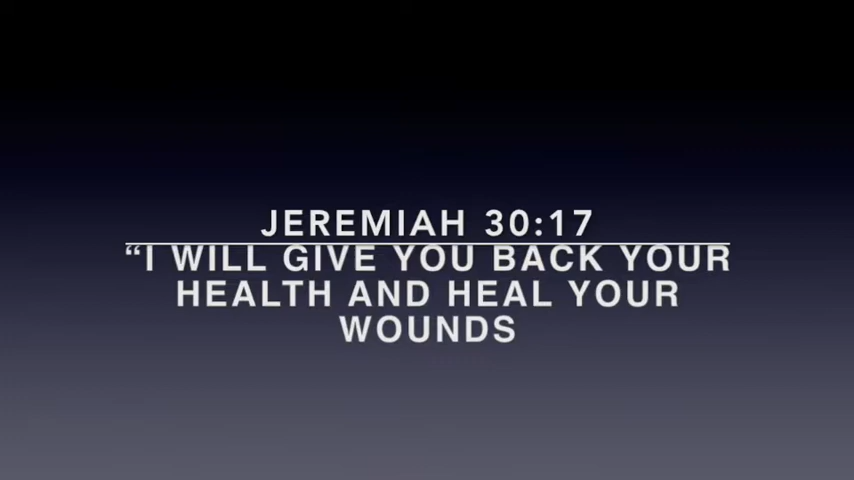 JEREMIAH 30:17
“I WILL GIVE YOU BACK YOUR
HEALTH AND HEAL YOUR
WOUNDS